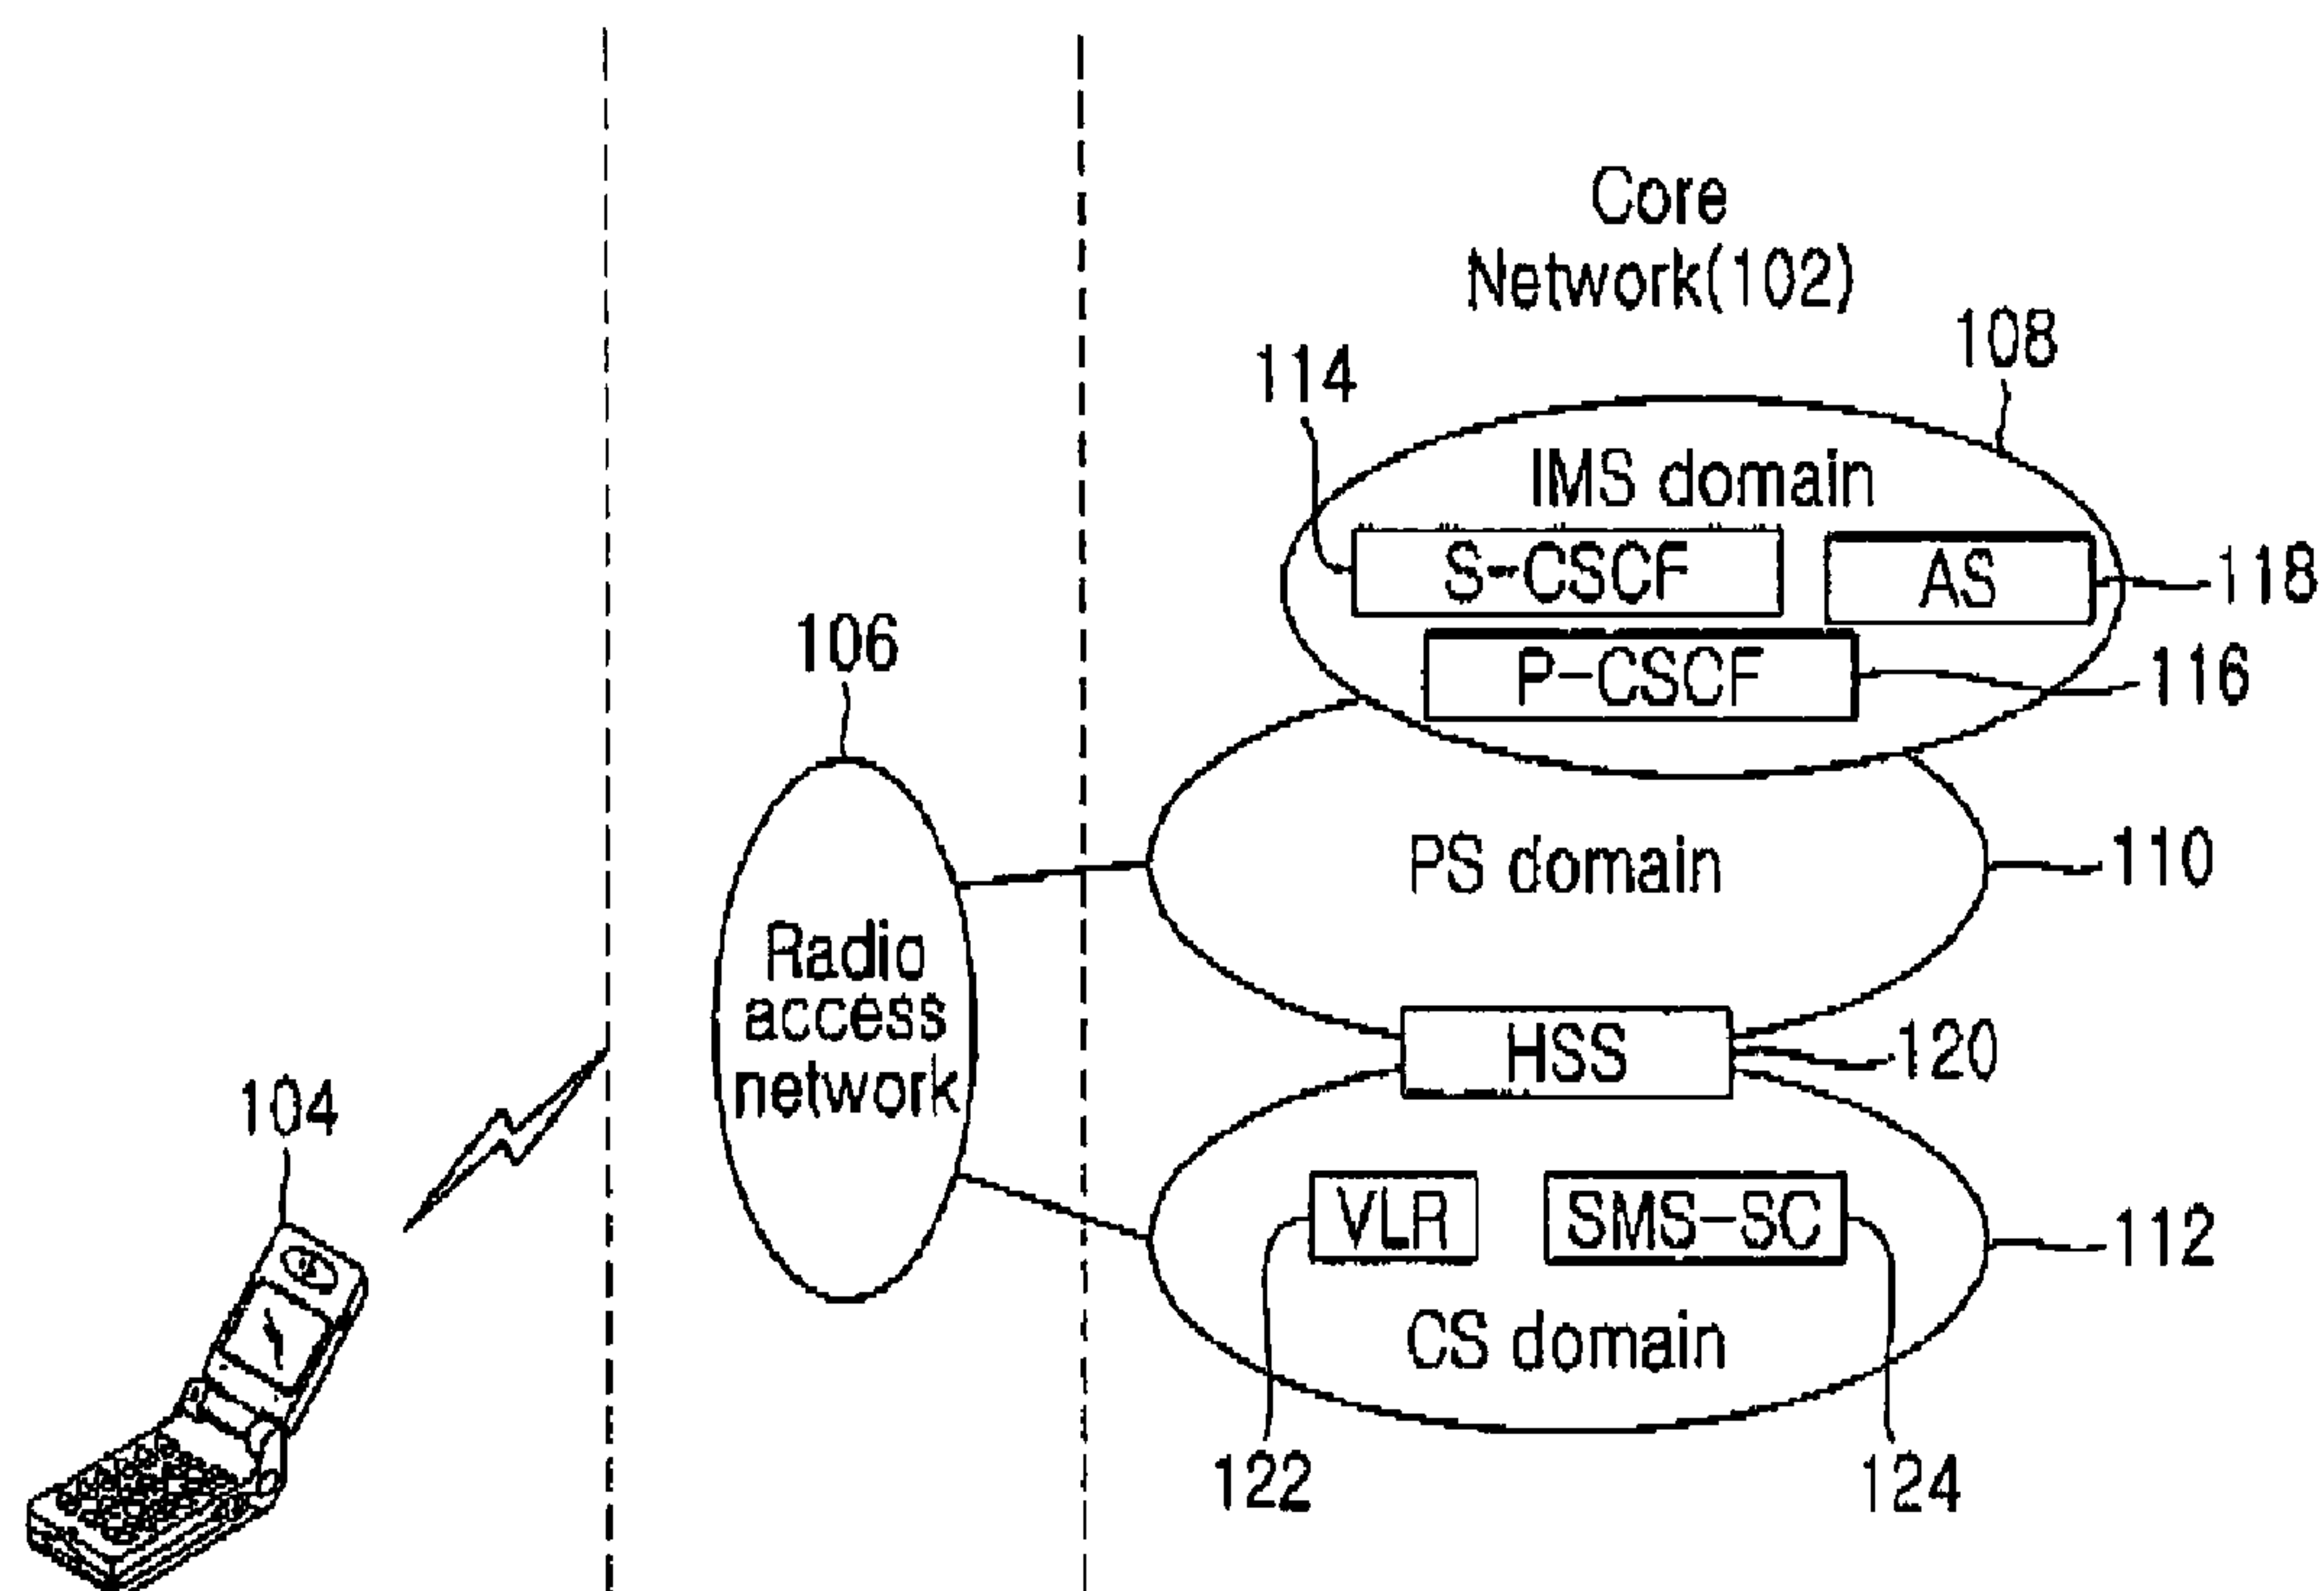 Core
Network(102)
108
114
IMS domain
S-CSCF
AS
118
106
P-CSCF
116
PS domain
110
Radio
access
network
HSS
120
104
VLR
SMS-SC
112
CS domain
122
124